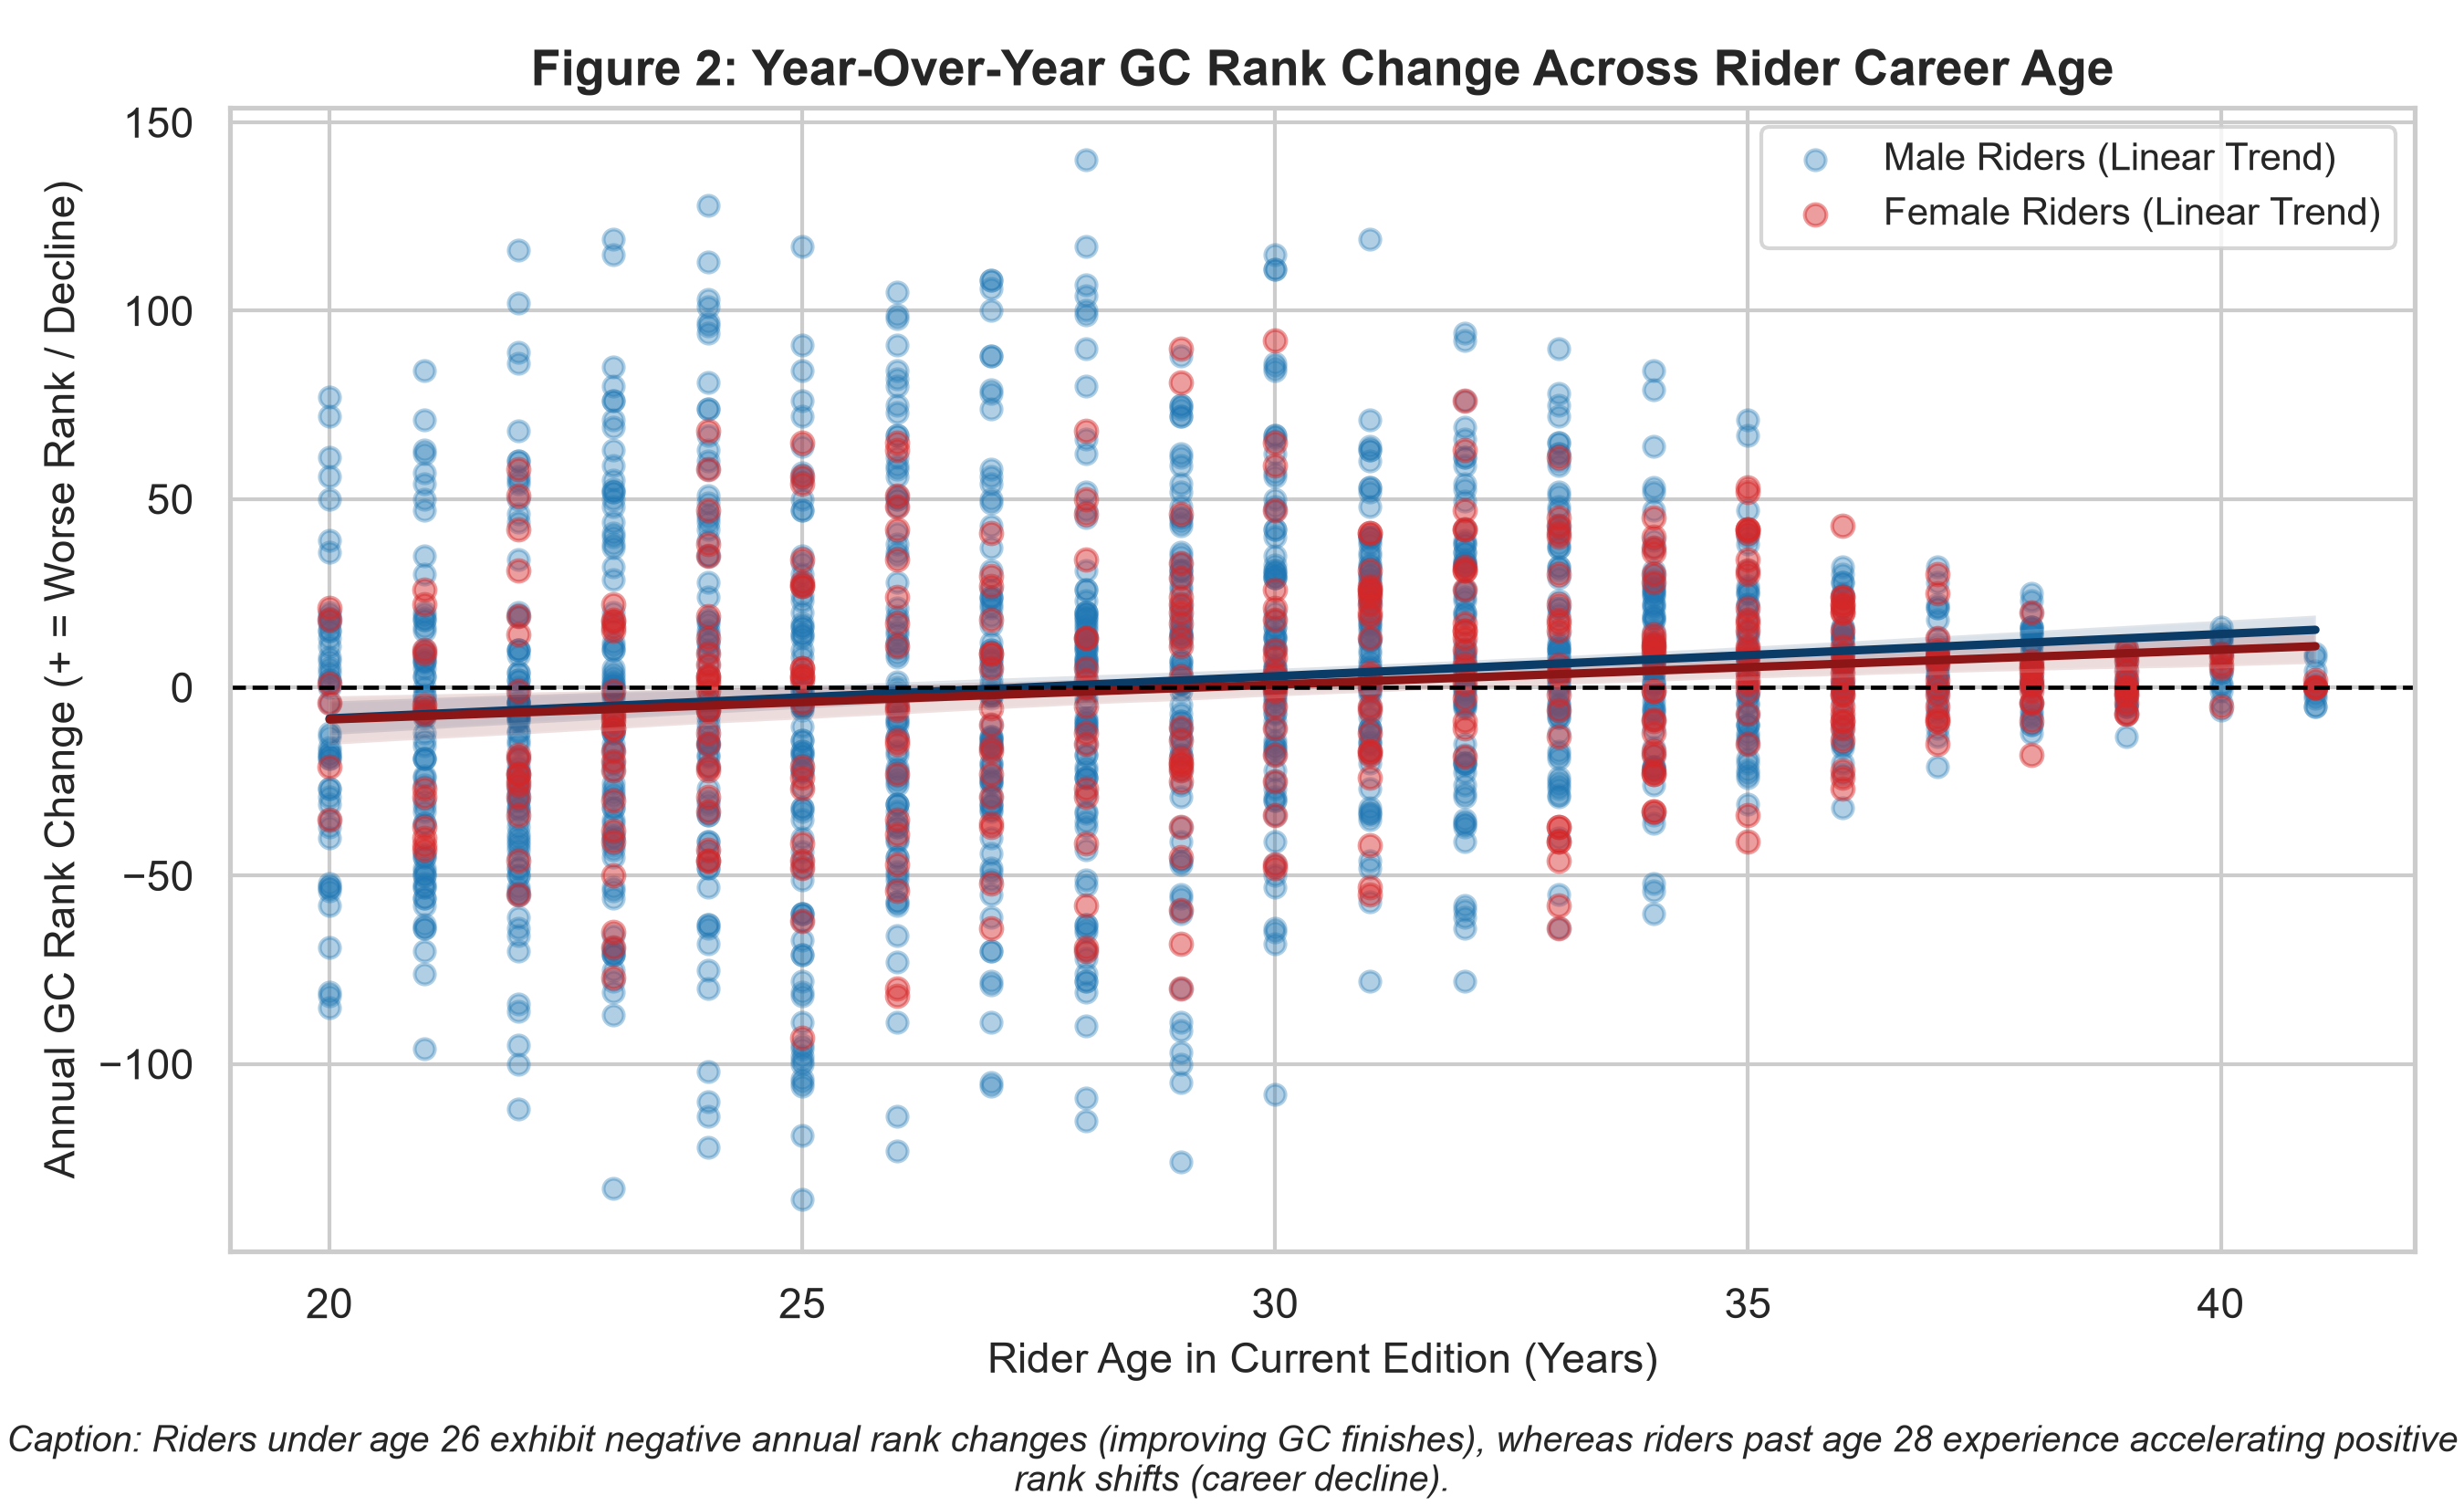 Figure 2: Year-Over-Year GC Rank Change Across Rider Career Age
Annual GC Rank Change (+ = Worse Rank / Decline)
150
100
50
0
−50
−100
Male Riders (Linear Trend)
Female Riders (Linear Trend)
20
25
30
35
40
Rider Age in Current Edition (Years)
Caption: Riders under age 26 exhibit negative annual rank changes (improving GC finishes), whereas riders past age 28 experience accelerating positive
rank shifts (career decline).